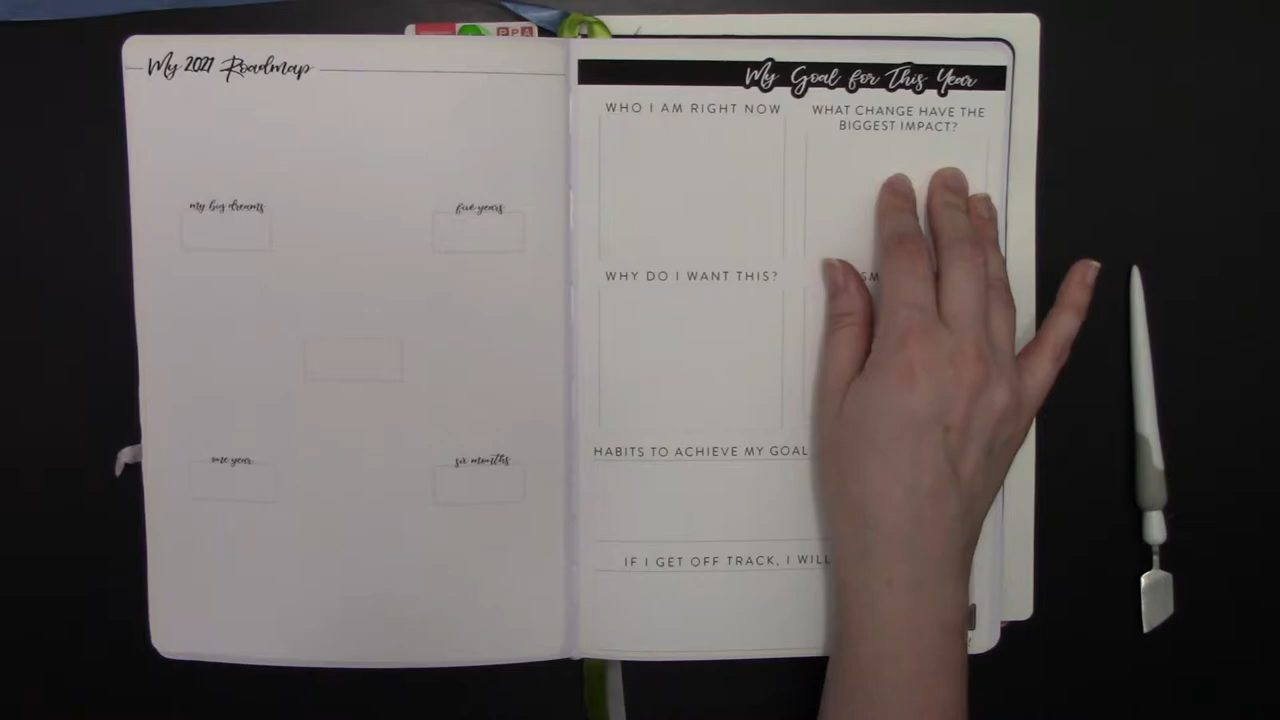 My 2021 Roadmap
my big dreams
five years
one year
six months
PPA
My Goal for This Year
WHO I AM RIGHT NOW
WHAT CHANGE HAVE THE
BIGGEST IMPACT?
WHY DO I WANT THIS?
HABITS TO ACHIEVE MY GOAL
IF I GET OFF TRACK, I WILL